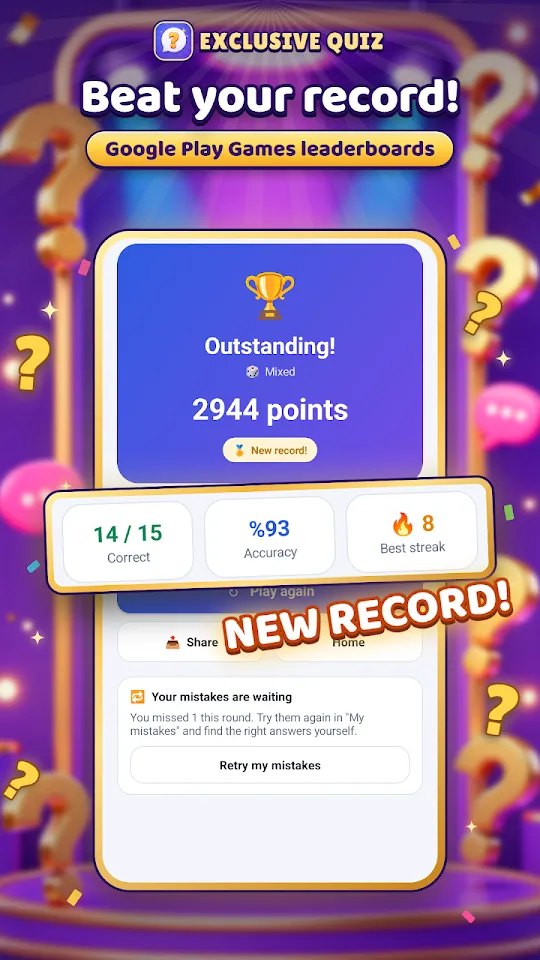 EXCLUSIVE QUIZ
Beat your record!
Google Play Games leaderboards
Outstanding!
Mixed
2944 points
New record!
14 / 15
Correct
%93
Accuracy
8
Best streak
Play again
NEW RECORD!
Share
Home
Your mistakes are waiting
You missed 1 this round. Try them again in "My
mistakes" and find the right answers yourself.
Retry my mistakes